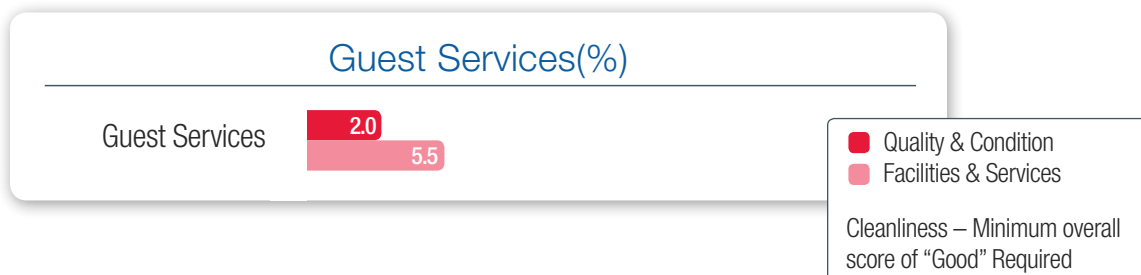 Guest Services(%)
Guest Services
2.0
5.5
Quality & Condition
Facilities & Services
Cleanliness – Minimum overall
score of “Good” Required